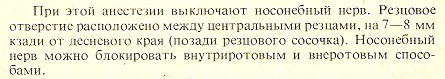 При этой анестезии выключают носонебный нерв. Резцовое
отверстие расположено между центральными резцами, на 7—8 мм
кзади от десневого края (позади резцового сосочка). Носонебный
нерв можно блокировать внутриротовым и внеротовым спосо-
бами.